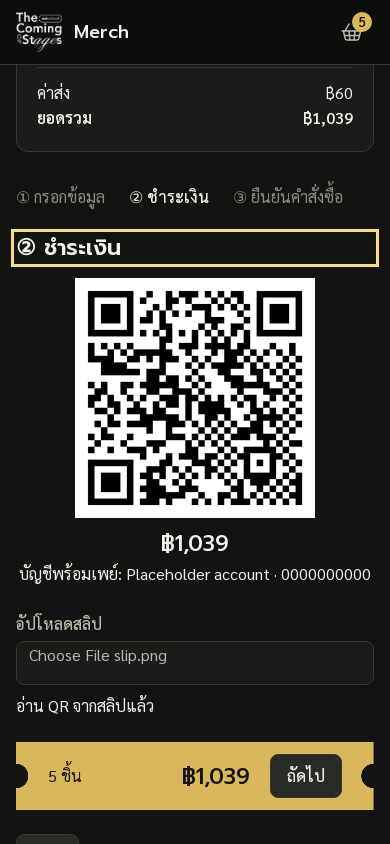 The
Coming
Stages
Merch
5
ค่าส่ง ฿60
ยอดรวม ฿1,039
① กรอกข้อมูล ② ชำระเงิน ③ ยืนยันคำสั่งซื้อ
② ชำระเงิน
฿1,039
บัญชีพร้อมเพย์: Placeholder account · 0000000000
อัปโหลดสลิป
Choose File slip.png
อ่าน QR จากสลิปแล้ว
5 ชิ้น ฿1,039 ถัดไป